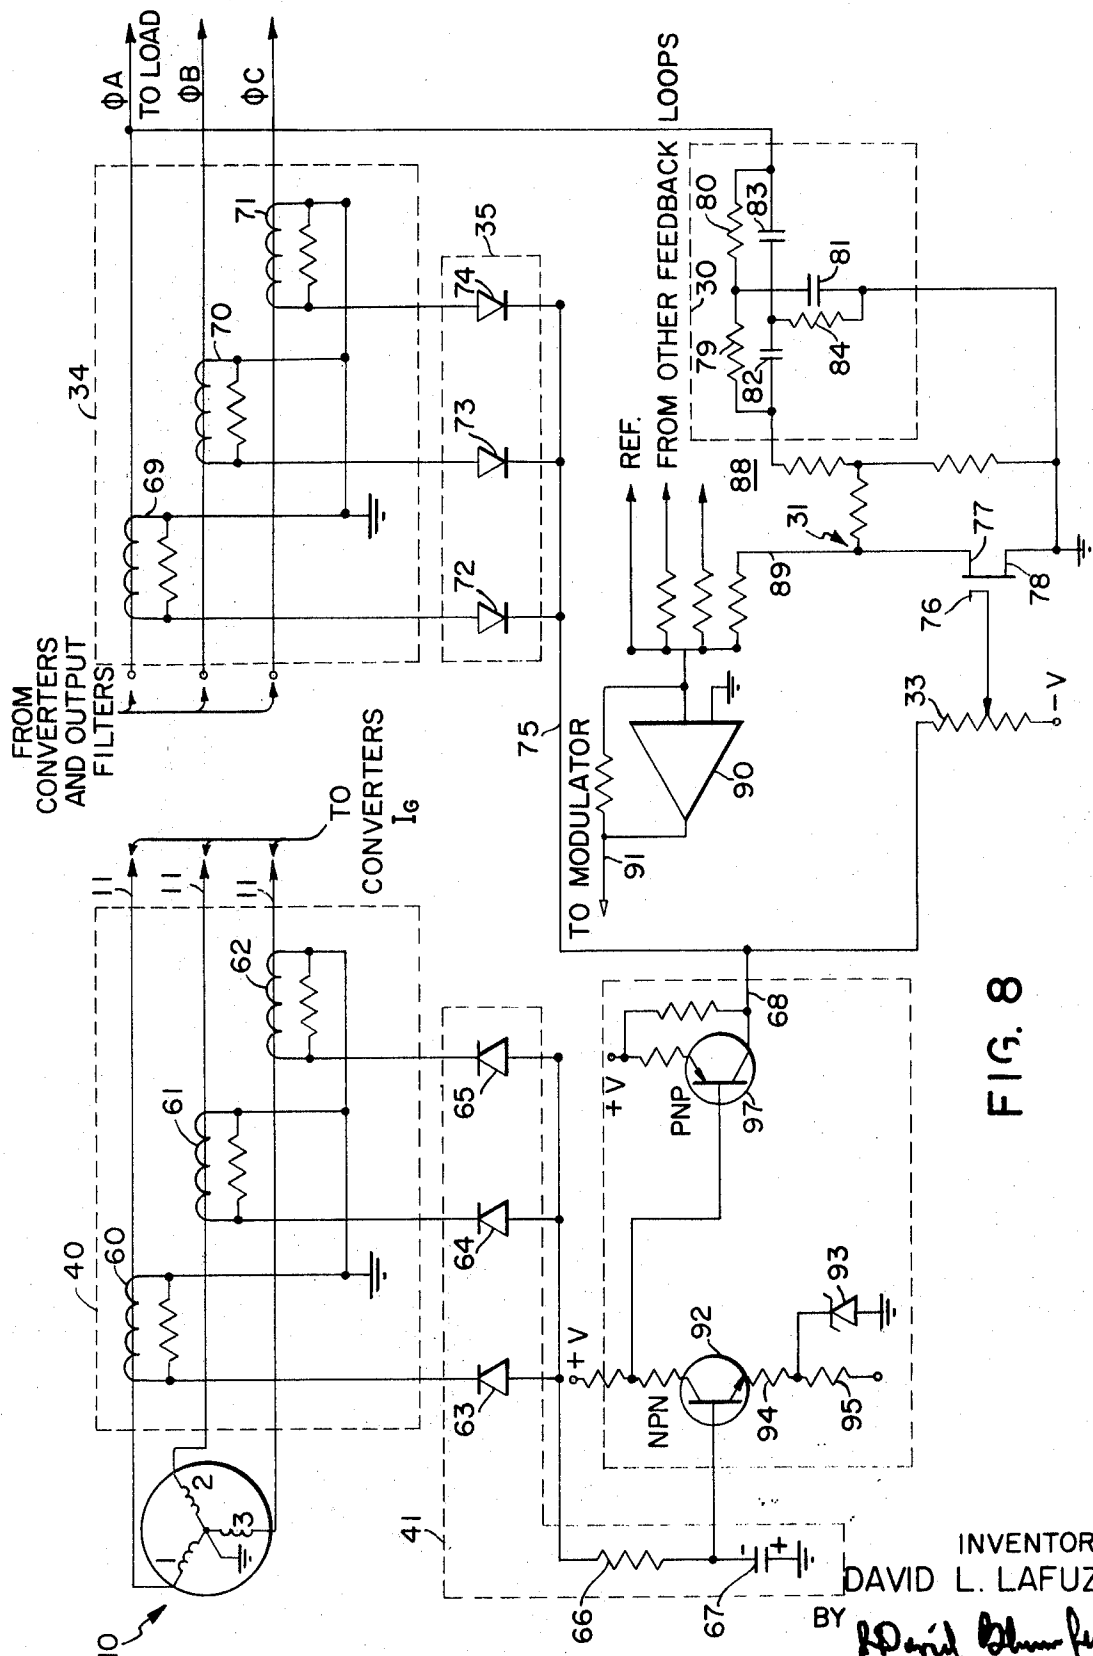 FROM
CONVERTERS
AND OUTPUT
FILTERS
34
69
70
71
ΦA
TO LOAD
ΦB
ΦC
35
72
73
74
75
40
60
61
62
11
11
11
TO
CONVERTERS
I_G
10
1
2
3
41
63
64
65
66
67
- +
+V
NPN
92
93
94
95
+V
PNP
97
68
TO MODULATOR
91
90
REF.
FROM OTHER FEEDBACK LOOPS
88
89
31
30
79
80
81
82
83
84
76
77
78
33
-V
FIG. 8
INVENTOR
DAVID L. LAFUZ
BY